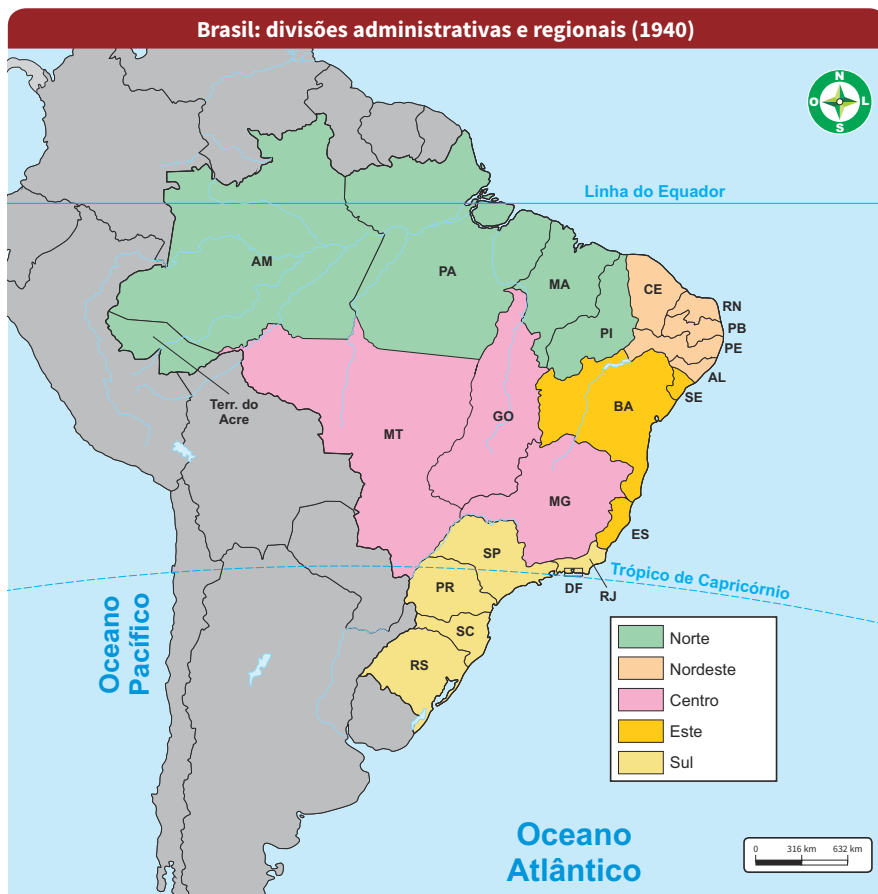 Brasil: divisões administrativas e regionais (1940)
N
O
L
S
Linha do Equador
AM
PA
MA
CE
RN
PB
PI
PE
AL
SE
Terr. do
Acre
MT
GO
BA
MG
ES
SP
Trópico de Capricórnio
DF
RJ
PR
SC
RS
Oceano
Pacífico
Norte
Nordeste
Centro
Este
Sul
Oceano
Atlântico
0 316 km 632 km